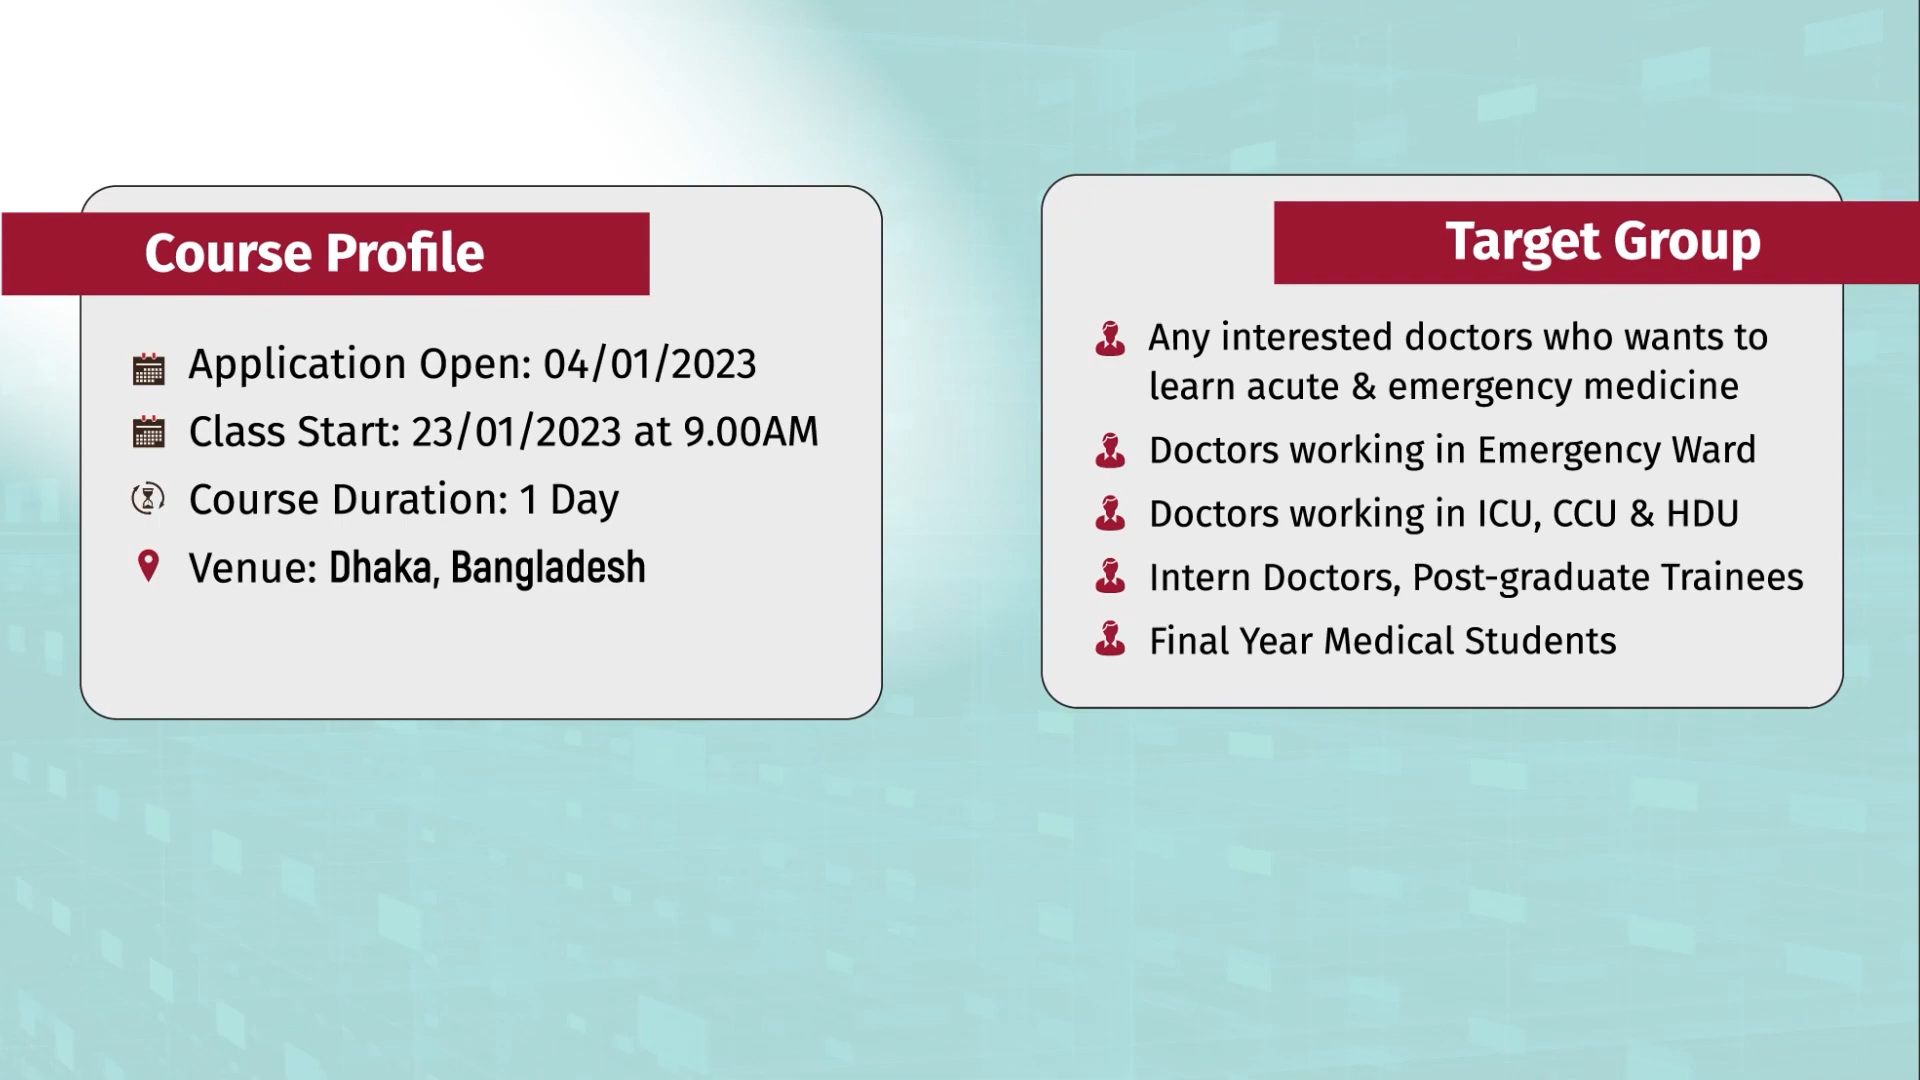 Course Profile
Application Open: 04/01/2023
Class Start: 23/01/2023 at 9.00AM
Course Duration: 1 Day
Venue: Dhaka, Bangladesh
Target Group
Any interested doctors who wants to
learn acute & emergency medicine
Doctors working in Emergency Ward
Doctors working in ICU, CCU & HDU
Intern Doctors, Post-graduate Trainees
Final Year Medical Students